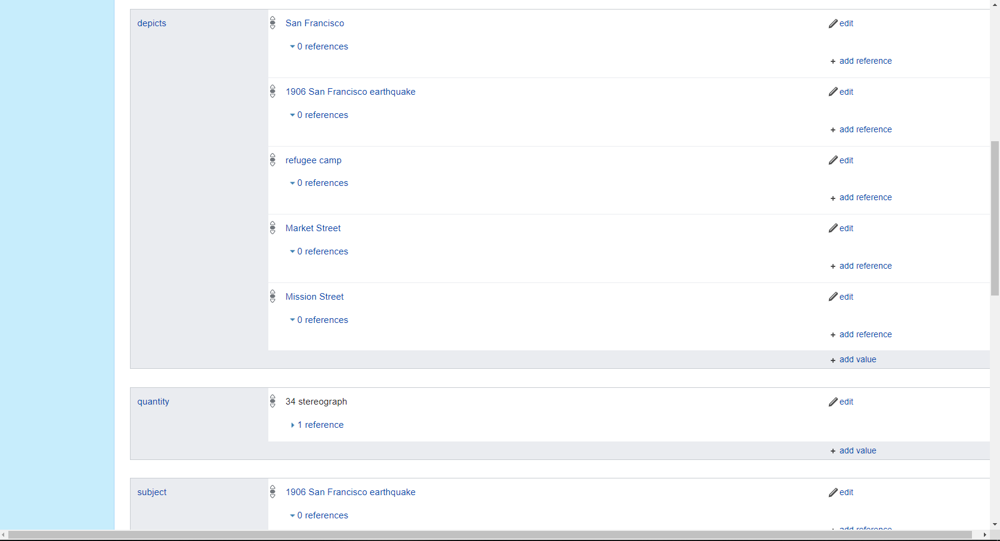 depicts
San Francisco
edit
0 references
+ add reference
1906 San Francisco earthquake
edit
0 references
+ add reference
refugee camp
edit
0 references
+ add reference
Market Street
edit
0 references
+ add reference
Mission Street
edit
0 references
+ add reference
+ add value
quantity
34 stereograph
edit
1 reference
+ add value
subject
1906 San Francisco earthquake
edit
0 references
+ add reference